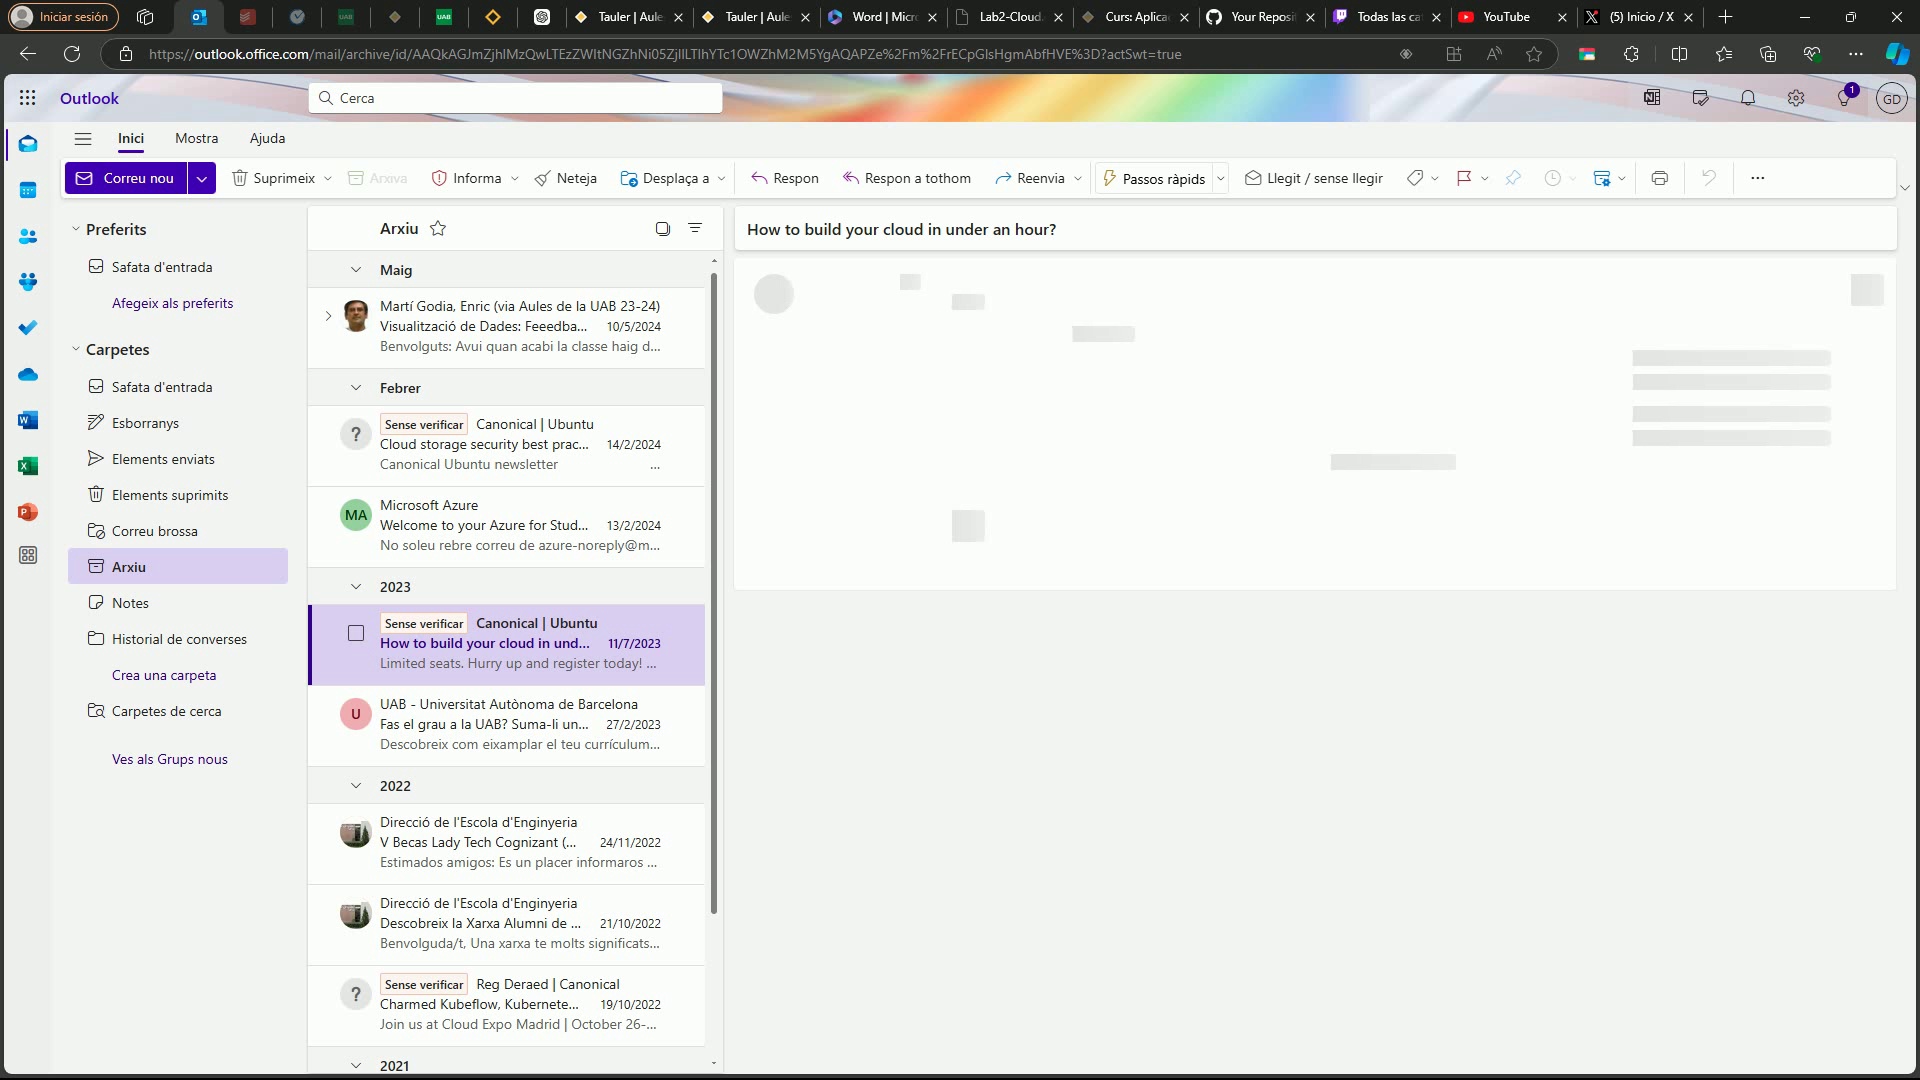 Iniciar sesión
Tauler | Aule
Tauler | Aule
Word | Micr
Lab2-Cloud.
Curs: Aplica
Your Reposi
Todas las ca
YouTube
(5) Inicio / X
https://outlook.office.com/mail/archive/id/AAQkAGJmZjhlMzQwLTEzZWItNGZhNi05ZjllLTlhYTc1OWZhM2M5YgAQAPZe%2Fm%2FrECpGlsHgmAbfHVE%3D?actSwt=true
Outlook
Cerca
1
GD
Inici
Mostra
Ajuda
Correu nou
Suprimeix
Arxiva
Informa
Neteja
Desplaça a
Respon
Respon a tothom
Reenvia
Passos ràpids
Llegit / sense llegir
Preferits
Safata d'entrada
Afegeix als preferits
Carpetes
Safata d'entrada
Esborranys
Elements enviats
Elements suprimits
Correu brossa
Arxiu
Notes
Historial de converses
Crea una carpeta
Carpetes de cerca
Ves als Grups nous
Arxiu
Maig
Martí Godia, Enric (via Aules de la UAB 23-24)
Visualització de Dades: Feeedba... 10/5/2024
Benvolguts: Avui quan acabi la classe haig d...
Febrer
?
Sense verificar Canonical | Ubuntu
Cloud storage security best prac... 14/2/2024
Canonical Ubuntu newsletter ...
MA
Microsoft Azure
Welcome to your Azure for Stud... 13/2/2024
No soleu rebre correu de azure-noreply@m...
2023
Sense verificar Canonical | Ubuntu
How to build your cloud in und... 11/7/2023
Limited seats. Hurry up and register today! ...
U
UAB - Universitat Autònoma de Barcelona
Fas el grau a la UAB? Suma-li un... 27/2/2023
Descobreix com eixamplar el teu currículum...
2022
Direcció de l'Escola d'Enginyeria
V Becas Lady Tech Cognizant (... 24/11/2022
Estimados amigos: Es un placer informaros ...
Direcció de l'Escola d'Enginyeria
Descobreix la Xarxa Alumni de ... 21/10/2022
Benvolguda/t, Una xarxa te molts significats...
?
Sense verificar Reg Deraed | Canonical
Charmed Kubeflow, Kubernete... 19/10/2022
Join us at Cloud Expo Madrid | October 26-...
2021
How to build your cloud in under an hour?